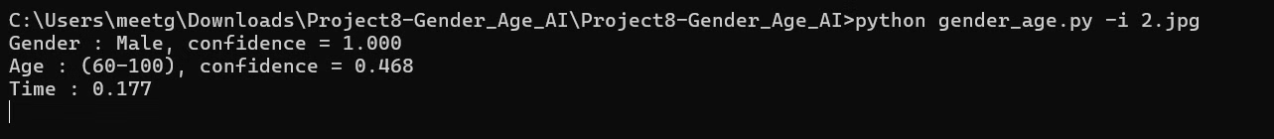 C:\Users\meetg\Downloads\Project8-Gender_Age_AI\Project8-Gender_Age_AI>python gender_age.py -i 2.jpg
Gender : Male, confidence = 1.000
Age : (60-100), confidence = 0.468
Time : 0.177